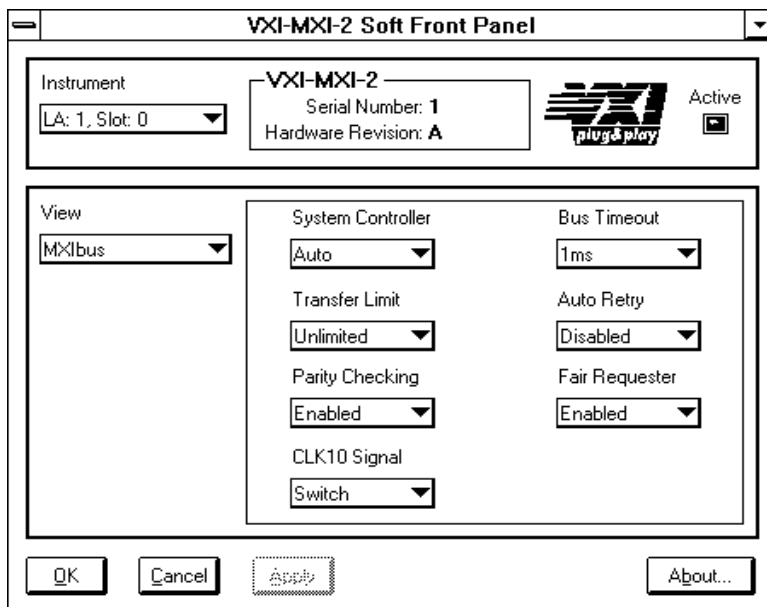 VXI-MXI-2 Soft Front Panel
Instrument
LA: 1, Slot: 0
VXI-MXI-2
Serial Number: 1
Hardware Revision: A
VXI
plug&play
Active
View
MXIbus
System Controller
Auto
Bus Timeout
1ms
Transfer Limit
Unlimited
Auto Retry
Disabled
Parity Checking
Enabled
Fair Requester
Enabled
CLK10 Signal
Switch
OK
Cancel
Apply
About...